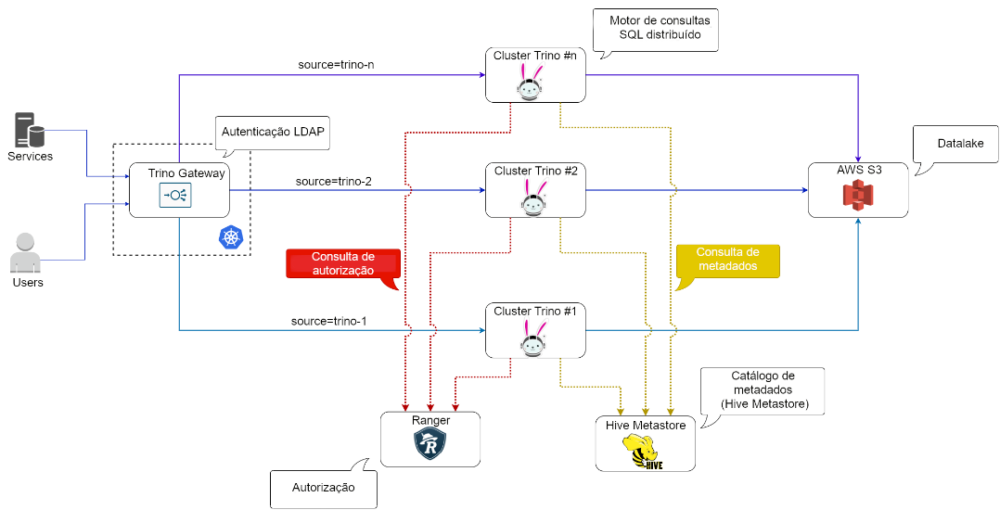 Motor de consultas
SQL distribuído
Cluster Trino #n
source=trino-n
Autenticação LDAP
Services
Datalake
Trino Gateway
source=trino-2
Cluster Trino #2
AWS S3
Users
Consulta de
autorização
Consulta de
metadados
source=trino-1
Cluster Trino #1
Catálogo de
metadados
(Hive Metastore)
Ranger
R
Hive Metastore
HIVE
Autorização